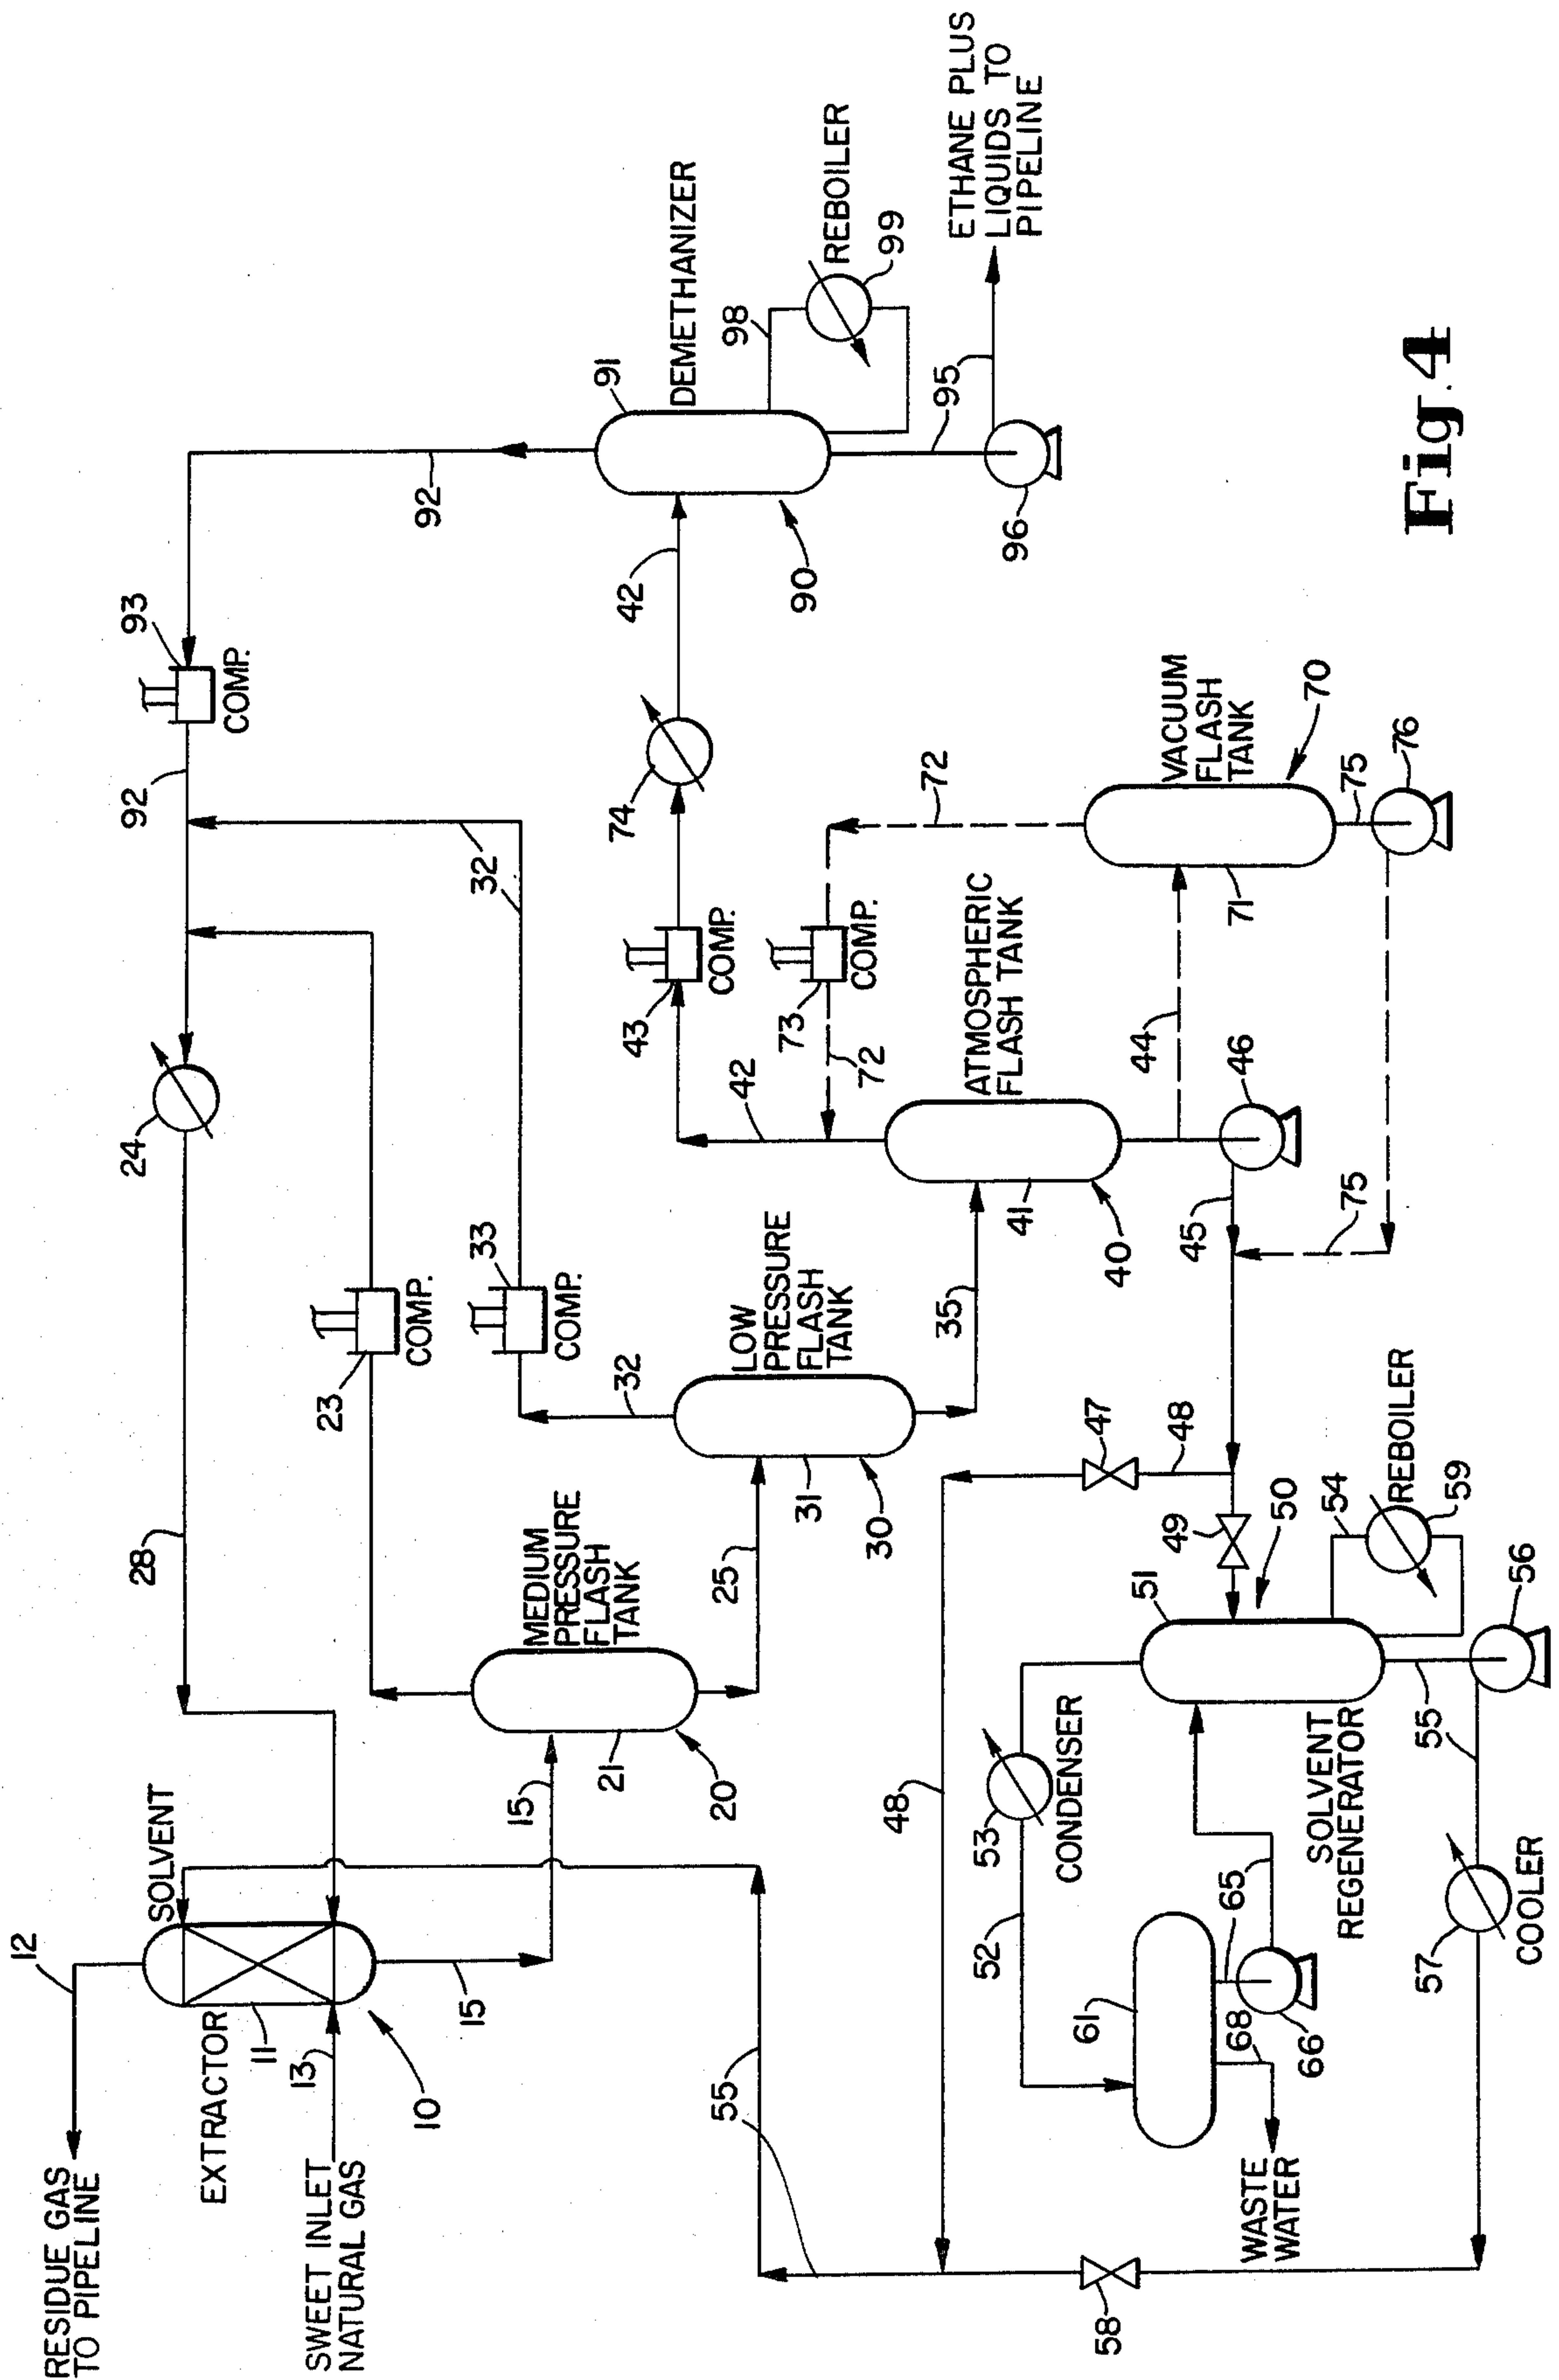 RESIDUE GAS
TO PIPELINE
12
EXTRACTOR
SOLVENT
11
13
SWEET INLET
NATURAL GAS
10
15
15
28
24
92
93
COMP.
92
23
COMP.
MEDIUM
PRESSURE
FLASH
TANK
21
20
25
33
COMP.
32
32
LOW
PRESSURE
FLASH
TANK
31
30
35
43
COMP.
42
74
42
DEMETHANIZER
91
90
98
REBOILER
99
95
96
ETHANE PLUS
LIQUIDS TO
PIPELINE
73
COMP.
72
72
ATMOSPHERIC
FLASH TANK
41
40
44
45
46
VACUUM
FLASH
TANK
70
71
75
76
75
47
48
49
48
50
51
54
REBOILER
59
55
56
SOLVENT
REGENERATOR
CONDENSER
53
52
61
65
66
68
WASTE
WATER
55
57
COOLER
58
Fig. 4